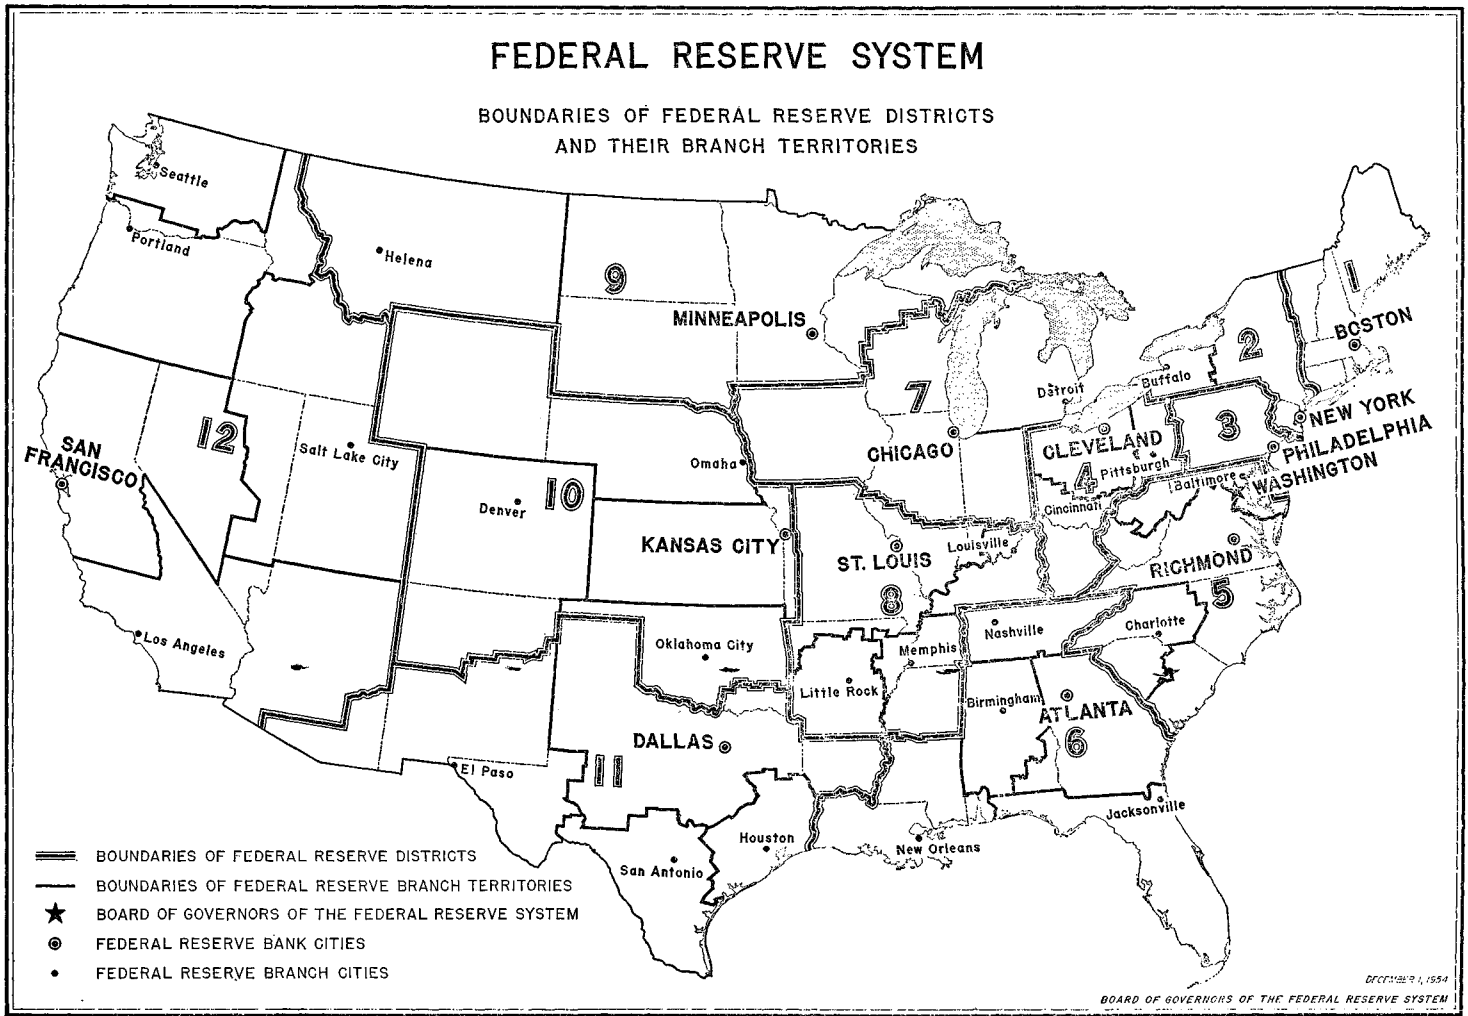 FEDERAL RESERVE SYSTEM
BOUNDARIES OF FEDERAL RESERVE DISTRICTS
AND THEIR BRANCH TERRITORIES
Seattle
Portland
Helena
9
MINNEAPOLIS
1
BOSTON
2
Buffalo
Detroit
7
CHICAGO
NEW YORK
3
PHILADELPHIA
WASHINGTON
CLEVELAND
4
Pittsburgh
Baltimore
Cincinnati
12
SAN
FRANCISCO
Salt Lake City
Omaha
10
Denver
KANSAS CITY
ST. LOUIS
8
Louisville
RICHMOND
5
Los Angeles
Oklahoma City
Nashville
Charlotte
Memphis
Little Rock
Birmingham
ATLANTA
6
DALLAS
11
El Paso
Jacksonville
Houston
New Orleans
San Antonio
BOUNDARIES OF FEDERAL RESERVE DISTRICTS
BOUNDARIES OF FEDERAL RESERVE BRANCH TERRITORIES
BOARD OF GOVERNORS OF THE FEDERAL RESERVE SYSTEM
FEDERAL RESERVE BANK CITIES
FEDERAL RESERVE BRANCH CITIES
DECEMBER 1, 1954
BOARD OF GOVERNORS OF THE FEDERAL RESERVE SYSTEM